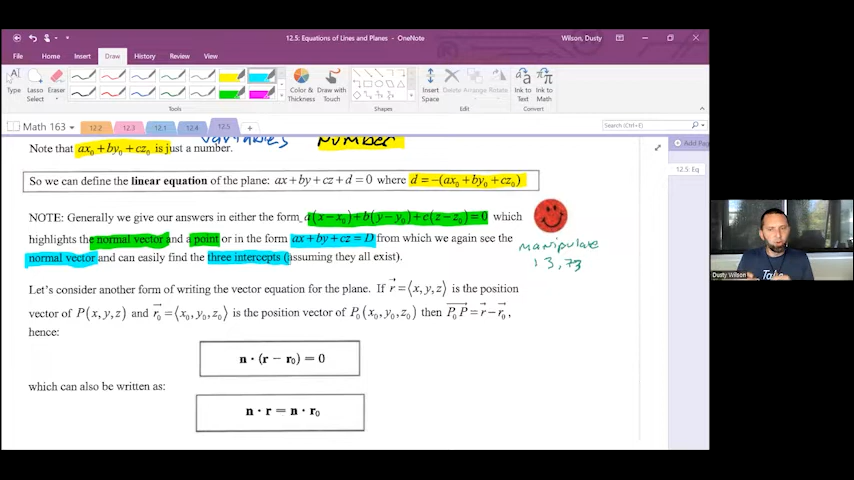 12.5: Equations of Lines and Planes - OneNote
Wilson, Dusty
File
Home
Insert
Draw
History
Review
View
Type
Lasso Select
Eraser
Color & Thickness
Draw with Touch
Insert Space
Delete
Arrange
Rotate
Ink to Text
Ink to Math
Tools
Shapes
Edit
Convert
Math 163
12.2
12.3
12.1
12.4
12.5
+
Search (Ctrl+E)
Add Pag
12.5: Eq
variables
number
Note that ax₀ + by₀ + cz₀ is just a number.
So we can define the linear equation of the plane: ax + by + cz + d = 0 where d = −(ax₀ + by₀ + cz₀)
NOTE: Generally we give our answers in either the form a(x − x₀) + b(y − y₀) + c(z − z₀) = 0 which
highlights the normal vector and a point or in the form ax + by + cz = D from which we again see the
normal vector and can easily find the three intercepts (assuming they all exist).
manipulate
Let's consider another form of writing the vector equation for the plane. If r⃗ = ⟨x, y, z⟩ is the position
vector of P(x, y, z) and r₀⃗ = ⟨x₀, y₀, z₀⟩ is the position vector of P₀(x₀, y₀, z₀) then P₀P⃗ = r⃗ − r₀⃗,
hence:
n · (r − r₀) = 0
which can also be written as:
n · r = n · r₀
Dusty Wilson